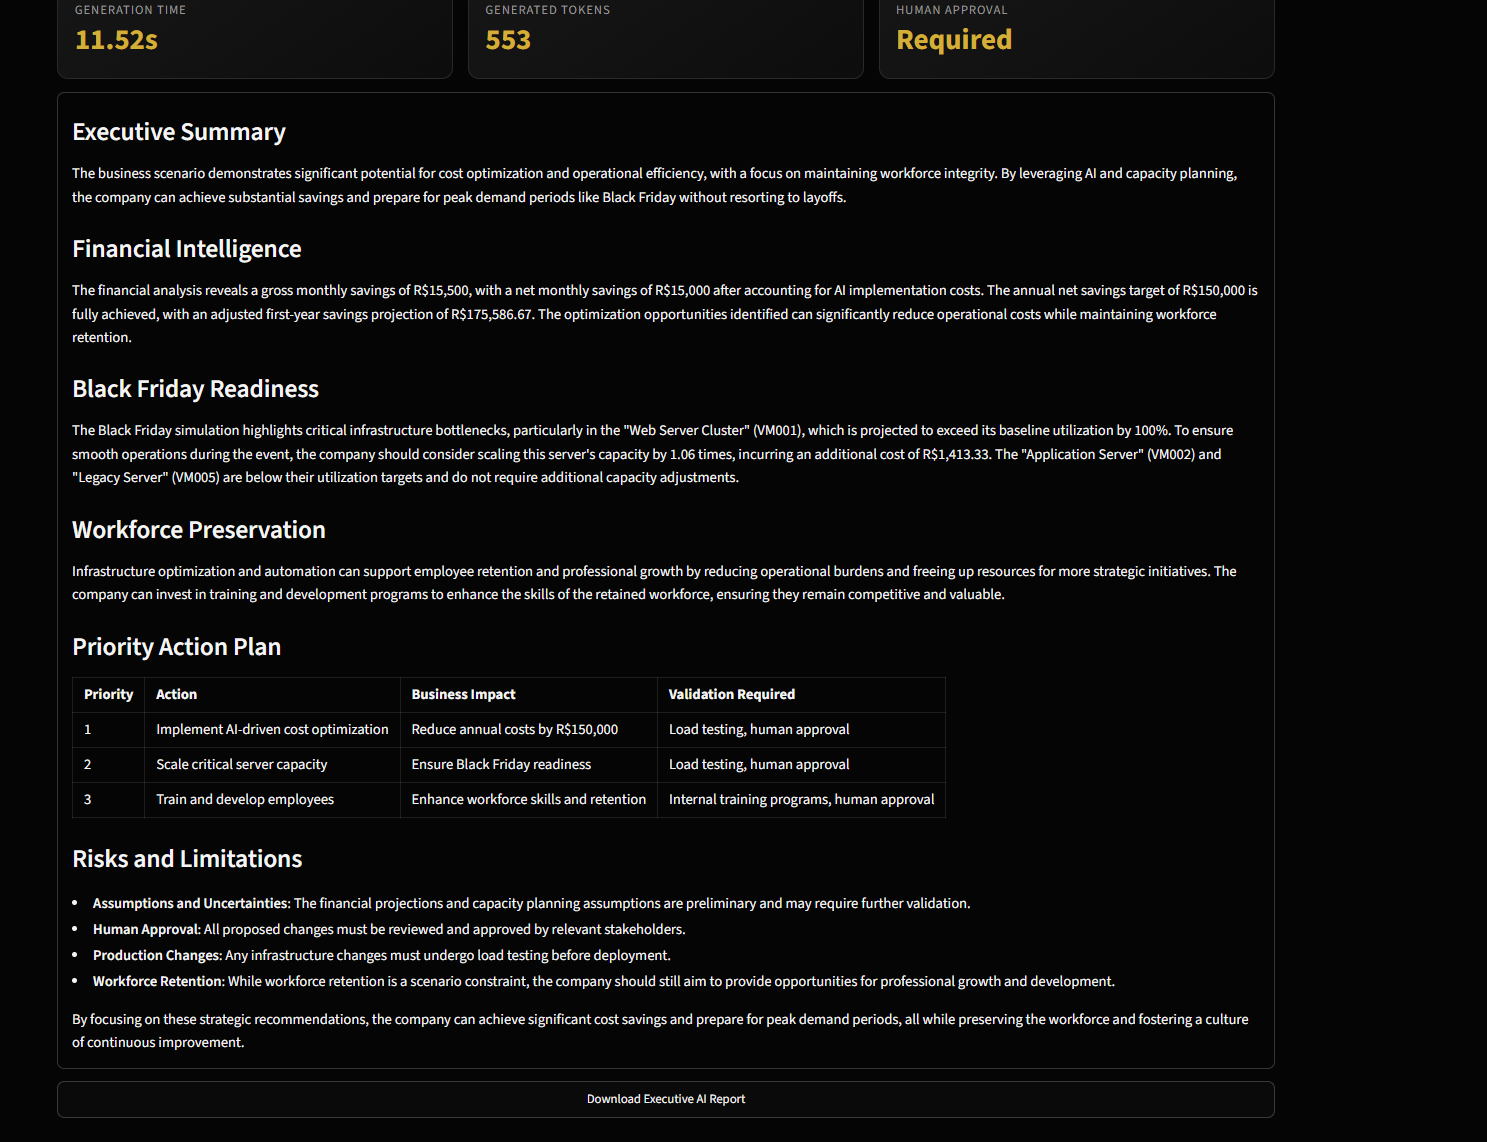 GENERATION TIME
11.52s
GENERATED TOKENS
553
HUMAN APPROVAL
Required
Executive Summary
The business scenario demonstrates significant potential for cost optimization and operational efficiency, with a focus on maintaining workforce integrity. By leveraging AI and capacity planning,
the company can achieve substantial savings and prepare for peak demand periods like Black Friday without resorting to layoffs.
Financial Intelligence
The financial analysis reveals a gross monthly savings of R$15,500, with a net monthly savings of R$15,000 after accounting for AI implementation costs. The annual net savings target of R$150,000 is
fully achieved, with an adjusted first-year savings projection of R$175,586.67. The optimization opportunities identified can significantly reduce operational costs while maintaining workforce
retention.
Black Friday Readiness
The Black Friday simulation highlights critical infrastructure bottlenecks, particularly in the "Web Server Cluster" (VM001), which is projected to exceed its baseline utilization by 100%. To ensure
smooth operations during the event, the company should consider scaling this server's capacity by 1.06 times, incurring an additional cost of R$1,413.33. The "Application Server" (VM002) and
"Legacy Server" (VM005) are below their utilization targets and do not require additional capacity adjustments.
Workforce Preservation
Infrastructure optimization and automation can support employee retention and professional growth by reducing operational burdens and freeing up resources for more strategic initiatives. The
company can invest in training and development programs to enhance the skills of the retained workforce, ensuring they remain competitive and valuable.
Priority Action Plan
Priority Action Business Impact Validation Required
1 Implement AI-driven cost optimization Reduce annual costs by R$150,000 Load testing, human approval
2 Scale critical server capacity Ensure Black Friday readiness Load testing, human approval
3 Train and develop employees Enhance workforce skills and retention Internal training programs, human approval
Risks and Limitations
• Assumptions and Uncertainties: The financial projections and capacity planning assumptions are preliminary and may require further validation.
• Human Approval: All proposed changes must be reviewed and approved by relevant stakeholders.
• Production Changes: Any infrastructure changes must undergo load testing before deployment.
• Workforce Retention: While workforce retention is a scenario constraint, the company should still aim to provide opportunities for professional growth and development.
By focusing on these strategic recommendations, the company can achieve significant cost savings and prepare for peak demand periods, all while preserving the workforce and fostering a culture
of continuous improvement.
Download Executive AI Report